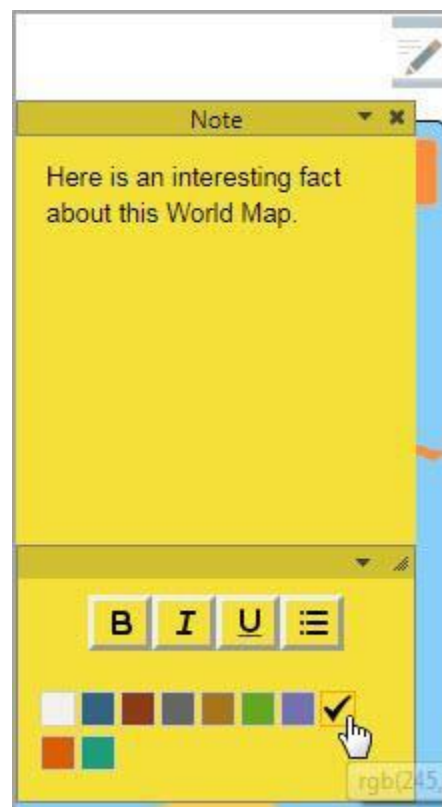 Note
Here is an interesting fact
about this World Map.
B I U
rgb(245,